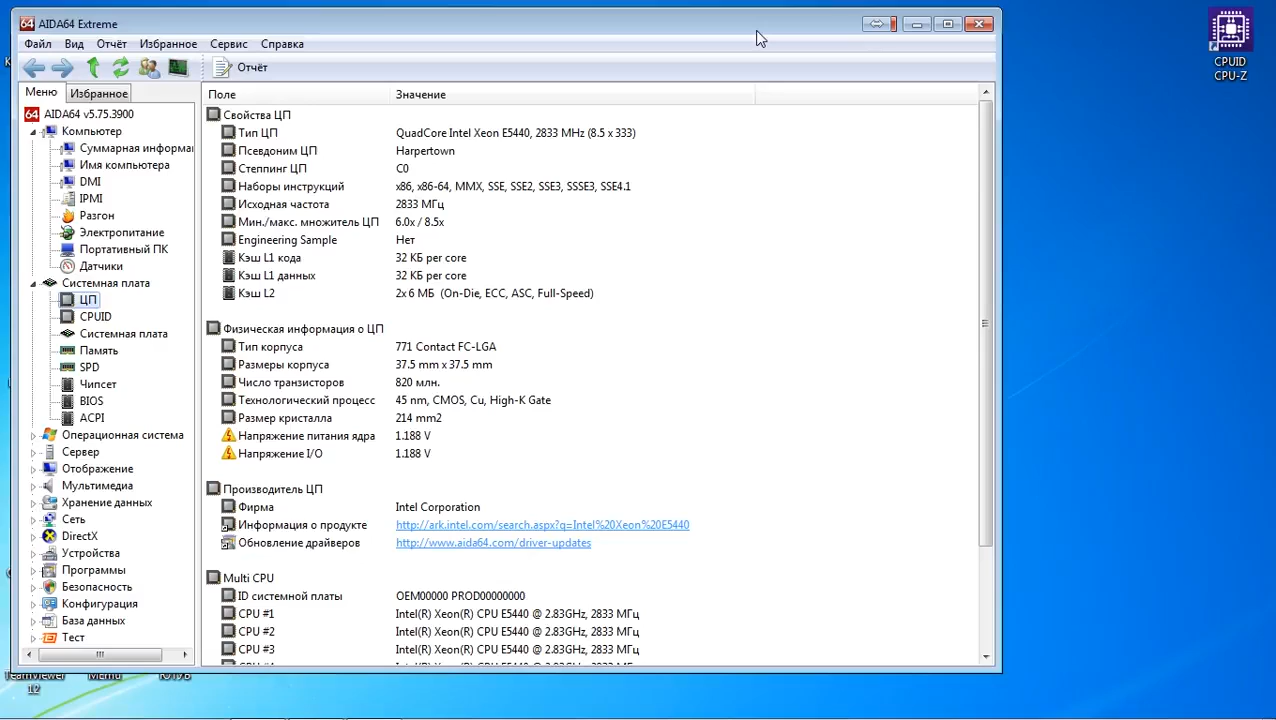 AIDA64 Extreme
Файл Вид Отчёт Избранное Сервис Справка
Отчёт
Меню Избранное
AIDA64 v5.75.3900
Компьютер
Суммарная информа
Имя компьютера
DMI
IPMI
Разгон
Электропитание
Портативный ПК
Датчики
Системная плата
ЦП
CPUID
Системная плата
Память
SPD
Чипсет
BIOS
ACPI
Операционная система
Сервер
Отображение
Мультимедиа
Хранение данных
Сеть
DirectX
Устройства
Программы
Безопасность
Конфигурация
База данных
Тест
Поле Значение
Свойства ЦП
Тип ЦП QuadCore Intel Xeon E5440, 2833 MHz (8.5 x 333)
Псевдоним ЦП Harpertown
Степпинг ЦП C0
Наборы инструкций x86, x86-64, MMX, SSE, SSE2, SSE3, SSSE3, SSE4.1
Исходная частота 2833 МГц
Мин./макс. множитель ЦП 6.0x / 8.5x
Engineering Sample Нет
Кэш L1 кода 32 КБ per core
Кэш L1 данных 32 КБ per core
Кэш L2 2x 6 МБ (On-Die, ECC, ASC, Full-Speed)
Физическая информация о ЦП
Тип корпуса 771 Contact FC-LGA
Размеры корпуса 37.5 mm x 37.5 mm
Число транзисторов 820 млн.
Технологический процесс 45 nm, CMOS, Cu, High-K Gate
Размер кристалла 214 mm2
Напряжение питания ядра 1.188 V
Напряжение I/O 1.188 V
Производитель ЦП
Фирма Intel Corporation
Информация о продукте http://ark.intel.com/search.aspx?q=Intel%20Xeon%20E5440
Обновление драйверов http://www.aida64.com/driver-updates
Multi CPU
ID системной платы OEM00000 PROD00000000
CPU #1 Intel(R) Xeon(R) CPU E5440 @ 2.83GHz, 2833 МГц
CPU #2 Intel(R) Xeon(R) CPU E5440 @ 2.83GHz, 2833 МГц
CPU #3 Intel(R) Xeon(R) CPU E5440 @ 2.83GHz, 2833 МГц
CPUID
CPU-Z
TeamViewer
12